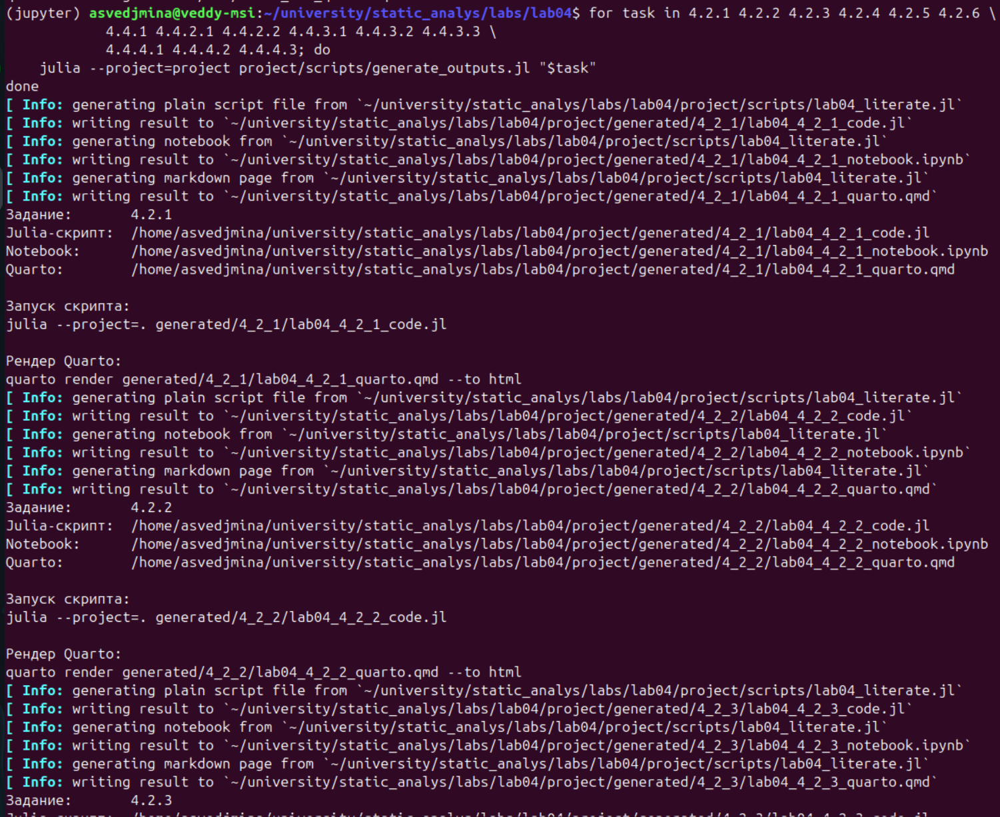 (jupyter) asvedjmina@veddy-msi:~/university/static_analys/labs/lab04$ for task in 4.2.1 4.2.2 4.2.3 4.2.4 4.2.5 4.2.6 \
            4.4.1 4.4.2.1 4.4.2.2 4.4.3.1 4.4.3.2 4.4.3.3 \
            4.4.4.1 4.4.4.2 4.4.4.3; do
    julia --project=project project/scripts/generate_outputs.jl "$task"
done
[ Info: generating plain script file from `~/university/static_analys/labs/lab04/project/scripts/lab04_literate.jl`
[ Info: writing result to `~/university/static_analys/labs/lab04/project/generated/4_2_1/lab04_4_2_1_code.jl`
[ Info: generating notebook from `~/university/static_analys/labs/lab04/project/scripts/lab04_literate.jl`
[ Info: writing result to `~/university/static_analys/labs/lab04/project/generated/4_2_1/lab04_4_2_1_notebook.ipynb`
[ Info: generating markdown page from `~/university/static_analys/labs/lab04/project/scripts/lab04_literate.jl`
[ Info: writing result to `~/university/static_analys/labs/lab04/project/generated/4_2_1/lab04_4_2_1_quarto.qmd`
Задание:       4.2.1
Julia-скрипт:  /home/asvedjmina/university/static_analys/labs/lab04/project/generated/4_2_1/lab04_4_2_1_code.jl
Notebook:      /home/asvedjmina/university/static_analys/labs/lab04/project/generated/4_2_1/lab04_4_2_1_notebook.ipynb
Quarto:        /home/asvedjmina/university/static_analys/labs/lab04/project/generated/4_2_1/lab04_4_2_1_quarto.qmd

Запуск скрипта:
julia --project=. generated/4_2_1/lab04_4_2_1_code.jl

Рендер Quarto:
quarto render generated/4_2_1/lab04_4_2_1_quarto.qmd --to html
[ Info: generating plain script file from `~/university/static_analys/labs/lab04/project/scripts/lab04_literate.jl`
[ Info: writing result to `~/university/static_analys/labs/lab04/project/generated/4_2_2/lab04_4_2_2_code.jl`
[ Info: generating notebook from `~/university/static_analys/labs/lab04/project/scripts/lab04_literate.jl`
[ Info: writing result to `~/university/static_analys/labs/lab04/project/generated/4_2_2/lab04_4_2_2_notebook.ipynb`
[ Info: generating markdown page from `~/university/static_analys/labs/lab04/project/scripts/lab04_literate.jl`
[ Info: writing result to `~/university/static_analys/labs/lab04/project/generated/4_2_2/lab04_4_2_2_quarto.qmd`
Задание:       4.2.2
Julia-скрипт:  /home/asvedjmina/university/static_analys/labs/lab04/project/generated/4_2_2/lab04_4_2_2_code.jl
Notebook:      /home/asvedjmina/university/static_analys/labs/lab04/project/generated/4_2_2/lab04_4_2_2_notebook.ipynb
Quarto:        /home/asvedjmina/university/static_analys/labs/lab04/project/generated/4_2_2/lab04_4_2_2_quarto.qmd

Запуск скрипта:
julia --project=. generated/4_2_2/lab04_4_2_2_code.jl

Рендер Quarto:
quarto render generated/4_2_2/lab04_4_2_2_quarto.qmd --to html
[ Info: generating plain script file from `~/university/static_analys/labs/lab04/project/scripts/lab04_literate.jl`
[ Info: writing result to `~/university/static_analys/labs/lab04/project/generated/4_2_3/lab04_4_2_3_code.jl`
[ Info: generating notebook from `~/university/static_analys/labs/lab04/project/scripts/lab04_literate.jl`
[ Info: writing result to `~/university/static_analys/labs/lab04/project/generated/4_2_3/lab04_4_2_3_notebook.ipynb`
[ Info: generating markdown page from `~/university/static_analys/labs/lab04/project/scripts/lab04_literate.jl`
[ Info: writing result to `~/university/static_analys/labs/lab04/project/generated/4_2_3/lab04_4_2_3_quarto.qmd`
Задание:       4.2.3